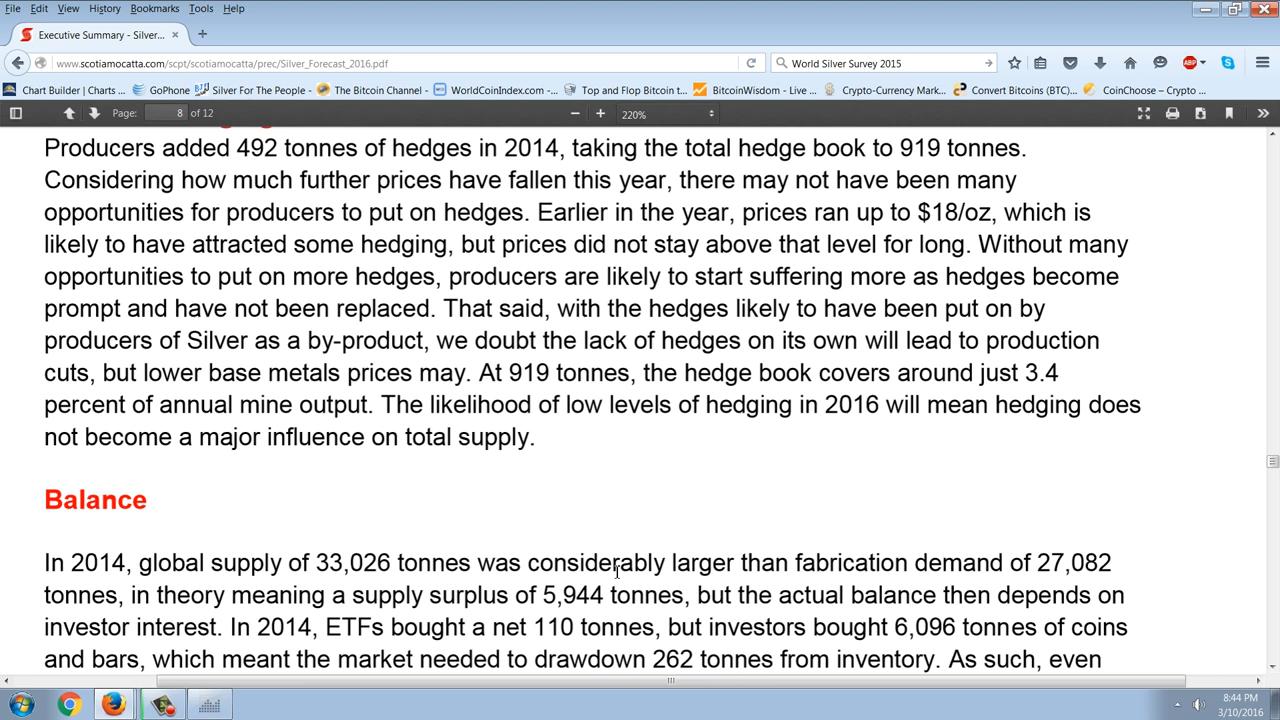 File Edit View History Bookmarks Tools Help
Executive Summary - Silver... × +
www.scotiamocatta.com/scpt/scotiamocatta/prec/Silver_Forecast_2016.pdf World Silver Survey 2015
Chart Builder | Charts ... GoPhone Silver For The People - ... The Bitcoin Channel - ... WorldCoinIndex.com - ... Top and Flop Bitcoin t... BitcoinWisdom - Live ... Crypto-Currency Mark... Convert Bitcoins (BTC)... CoinChoose – Crypto ...
Page: 8 of 12 220%
Producers added 492 tonnes of hedges in 2014, taking the total hedge book to 919 tonnes.
Considering how much further prices have fallen this year, there may not have been many
opportunities for producers to put on hedges. Earlier in the year, prices ran up to $18/oz, which is
likely to have attracted some hedging, but prices did not stay above that level for long. Without many
opportunities to put on more hedges, producers are likely to start suffering more as hedges become
prompt and have not been replaced. That said, with the hedges likely to have been put on by
producers of Silver as a by-product, we doubt the lack of hedges on its own will lead to production
cuts, but lower base metals prices may. At 919 tonnes, the hedge book covers around just 3.4
percent of annual mine output. The likelihood of low levels of hedging in 2016 will mean hedging does
not become a major influence on total supply.
Balance
In 2014, global supply of 33,026 tonnes was considerably larger than fabrication demand of 27,082
tonnes, in theory meaning a supply surplus of 5,944 tonnes, but the actual balance then depends on
investor interest. In 2014, ETFs bought a net 110 tonnes, but investors bought 6,096 tonnes of coins
and bars, which meant the market needed to drawdown 262 tonnes from inventory. As such, even
8:44 PM
3/10/2016